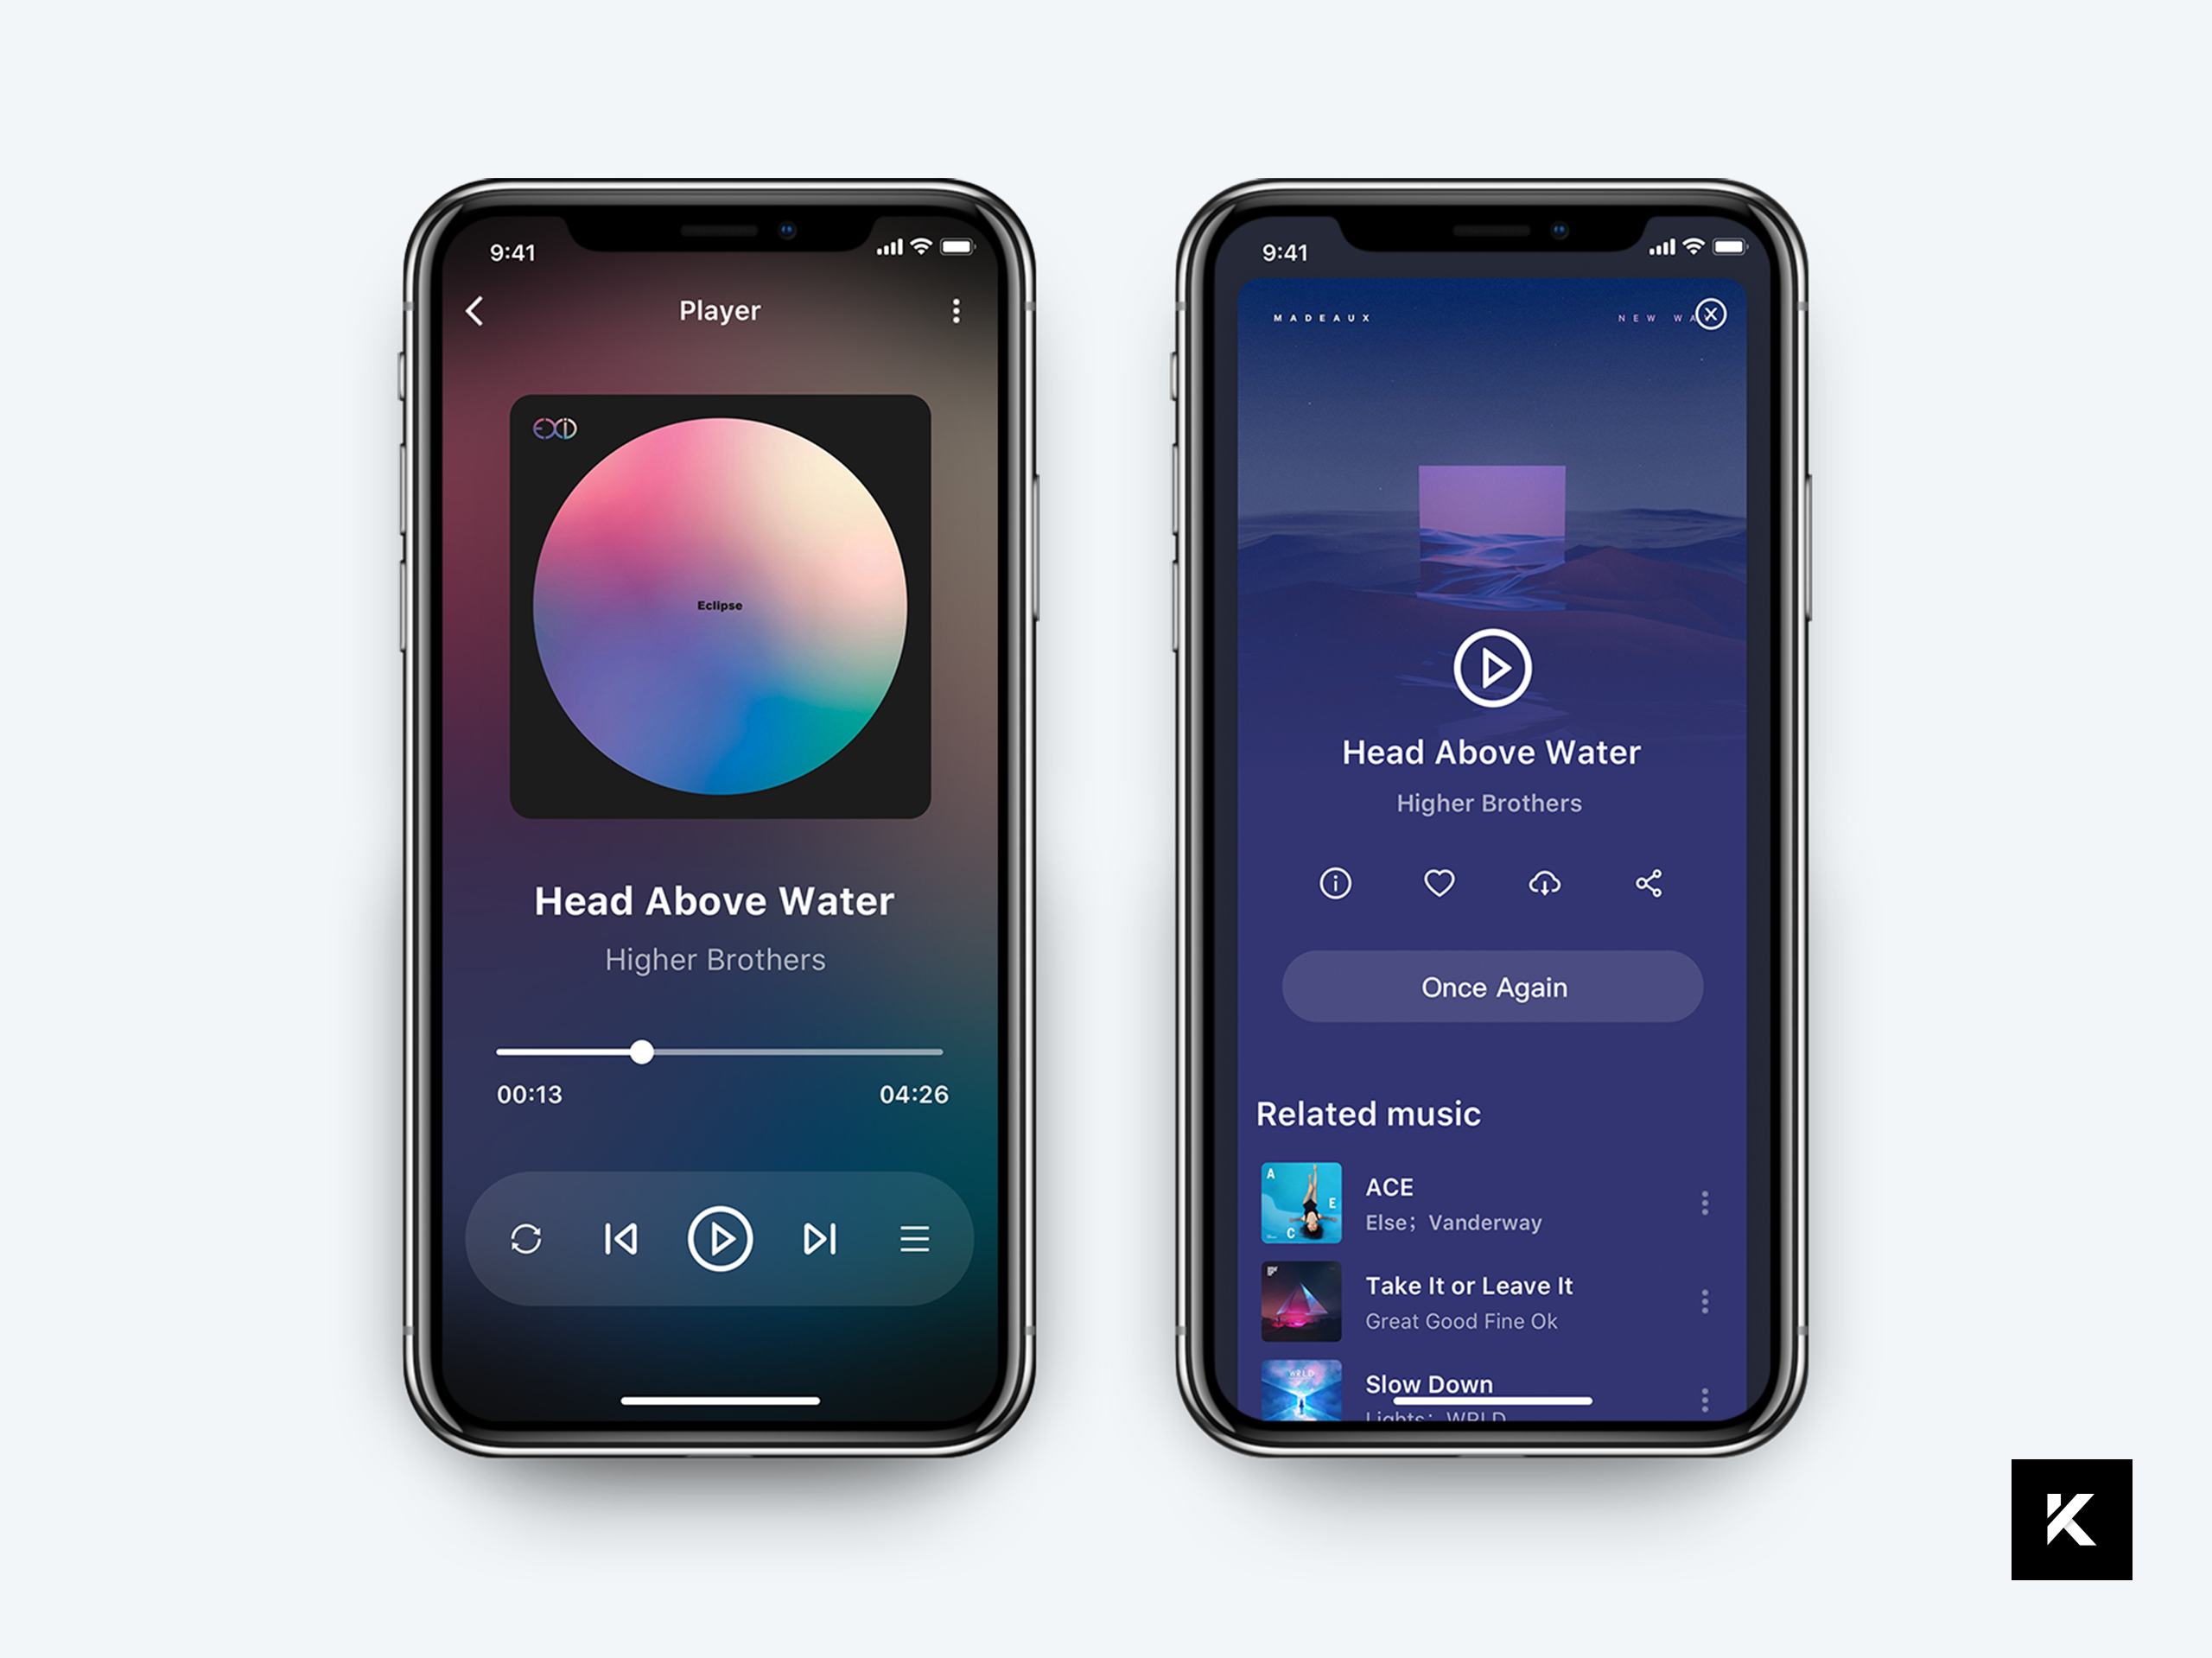 9:41
Player
EXID
Eclipse
Head Above Water
Higher Brothers
00:13
04:26
9:41
MADEAUX
NEW WA
Head Above Water
Higher Brothers
Once Again
Related music
A
C
E
ACE
Else; Vanderway
Take It or Leave It
Great Good Fine Ok
WRLD
Slow Down
Lights; WRLD
K